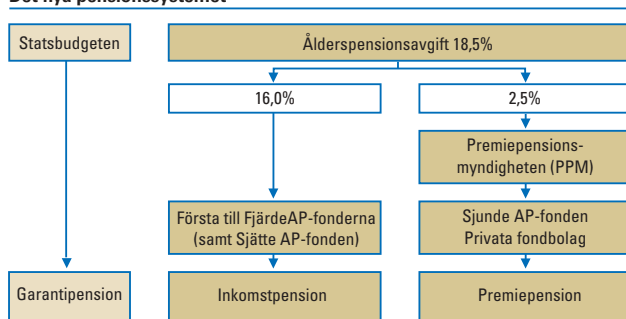 Det nya pensionssystemet
Statsbudgeten
Ålderspensionsavgift 18,5%
16,0%
2,5%
Premiepensions-
myndigheten (PPM)
Första till FjärdeAP-fonderna
(samt Sjätte AP-fonden)
Sjunde AP-fonden
Privata fondbolag
Garantipension
Inkomstpension
Premiepension